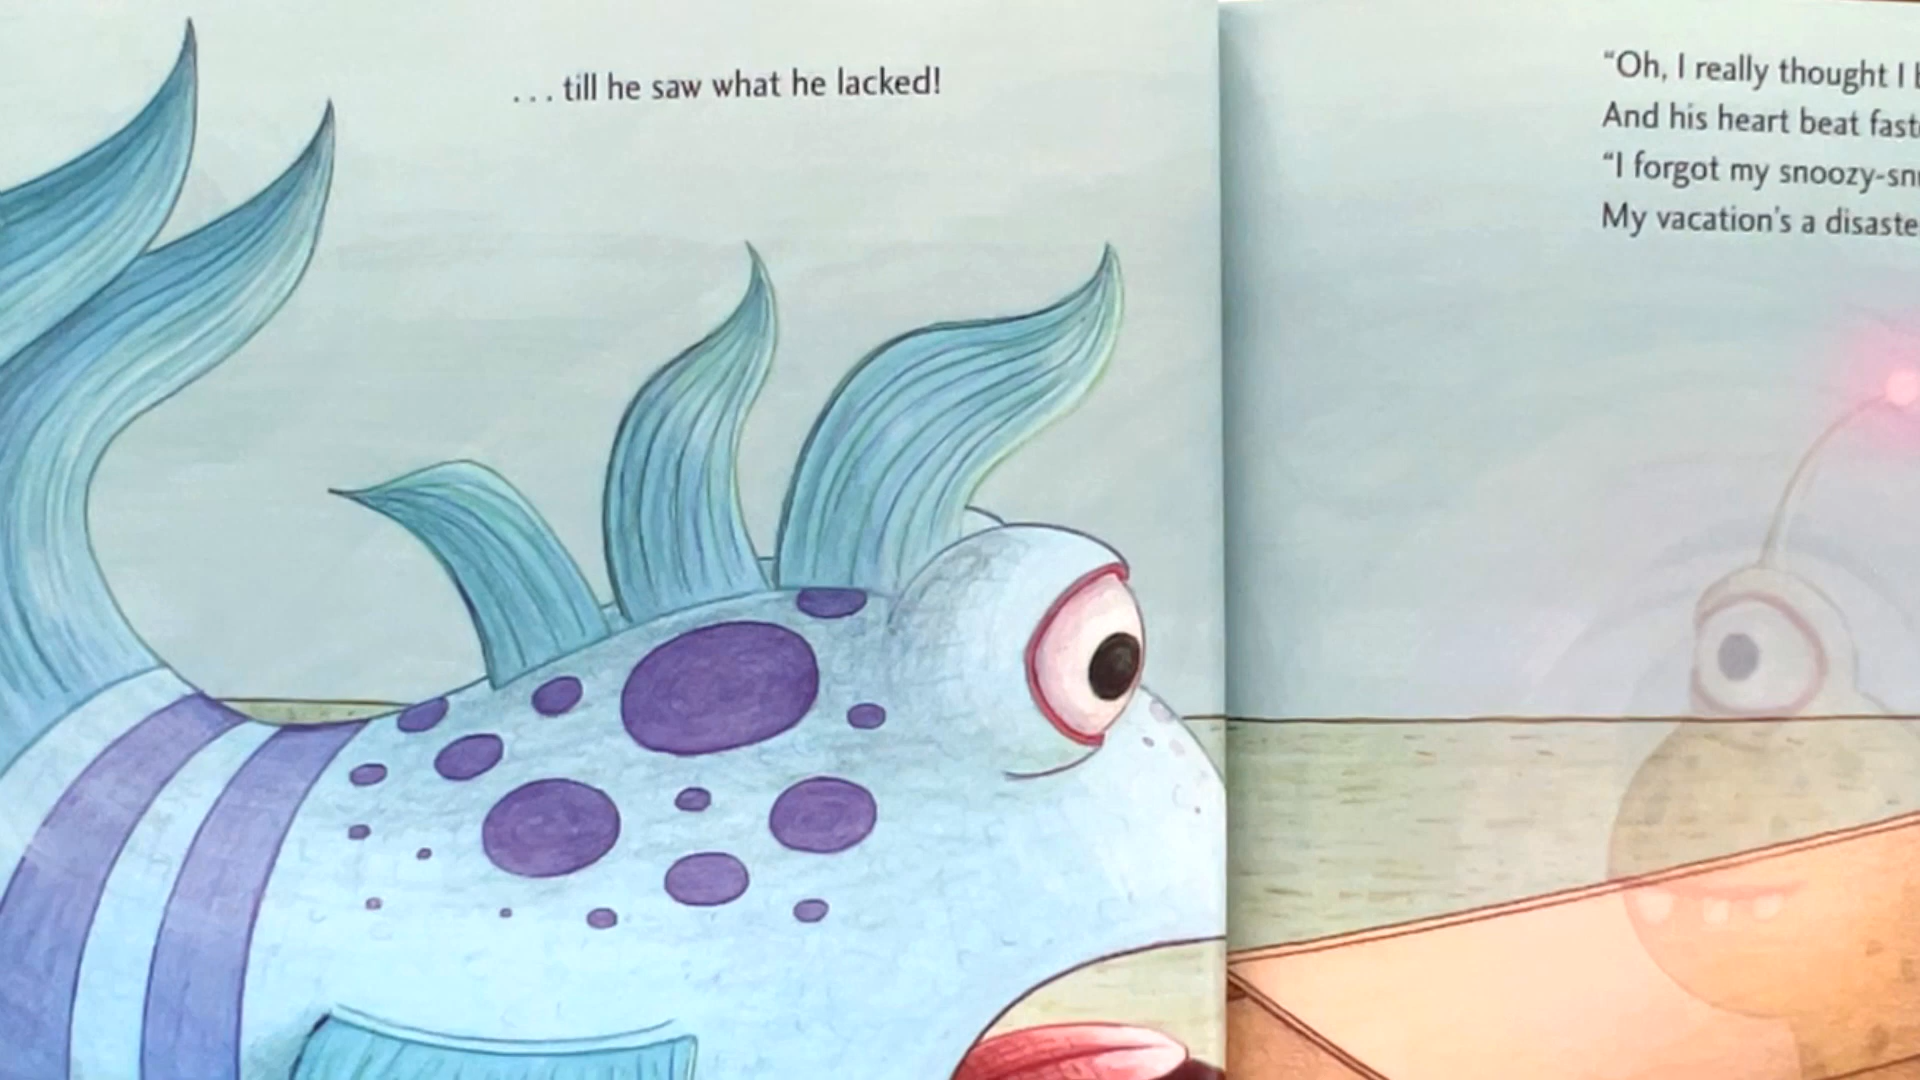 ... till he saw what he lacked!
“Oh, I really thought I
And his heart beat
“I forgot my
My vacation's a